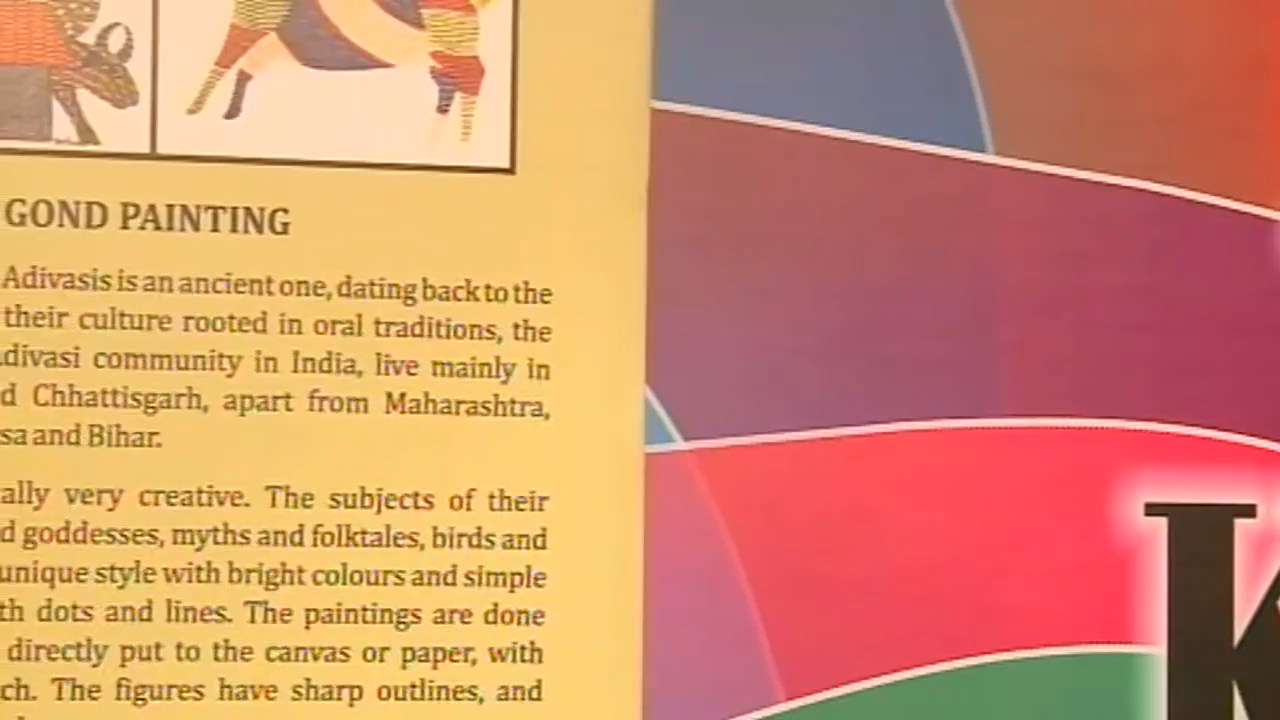 GOND PAINTING
Adivasis is an ancient one, dating back to the
their culture rooted in oral traditions, the
divasi community in India, live mainly in
d Chhattisgarh, apart from Maharashtra,
sa and Bihar.
ally very creative. The subjects of their
d goddesses, myths and folktales, birds and
unique style with bright colours and simple
th dots and lines. The paintings are done
directly put to the canvas or paper, with
ch. The figures have sharp outlines, and
K